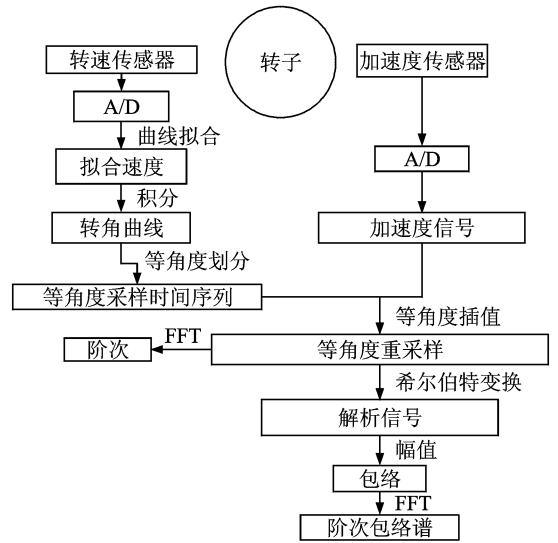 转速传感器
转子
加速度传感器
A/D
曲线拟合
A/D
拟合速度
积分
转角曲线
加速度信号
等角度划分
等角度采样时间序列
等角度插值
阶次
FFT
等角度重采样
希尔伯特变换
解析信号
幅值
包络
FFT
阶次包络谱